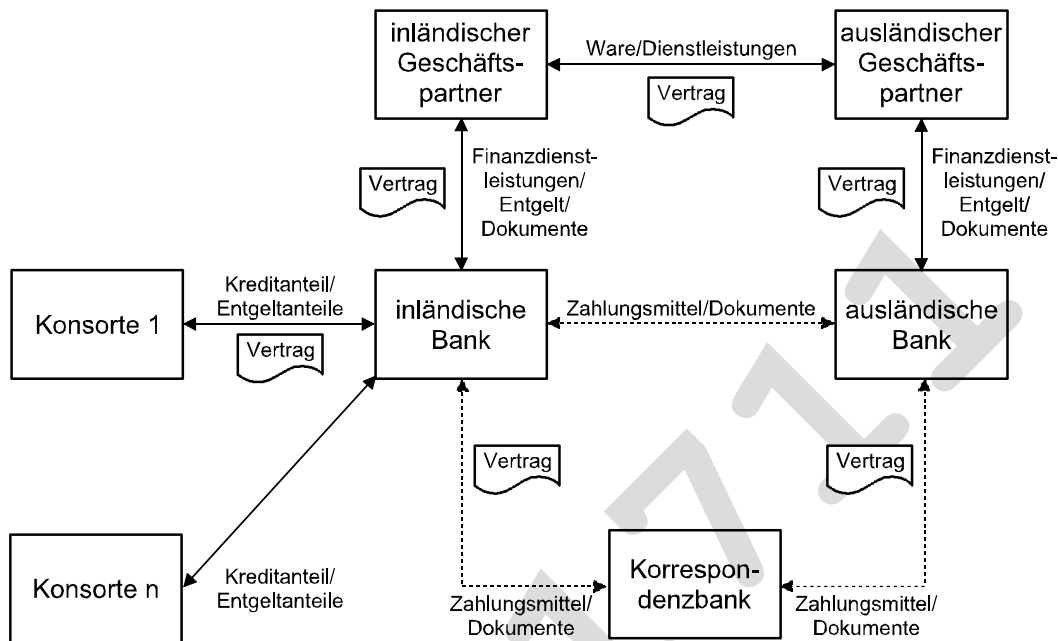 inländischer
Geschäfts-
partner
Ware/Dienstleistungen
Vertrag
ausländischer
Geschäfts-
partner
Vertrag
Finanzdienst-
leistungen/
Entgelt/
Dokumente
Vertrag
Finanzdienst-
leistungen/
Entgelt/
Dokumente
Konsorte 1
Kreditanteil/
Entgeltanteile
Vertrag
inländische
Bank
Zahlungsmittel/Dokumente
ausländische
Bank
Vertrag
Vertrag
Konsorte n
Kreditanteil/
Entgeltanteile
Zahlungsmittel/
Dokumente
Korrespon-
denzbank
Zahlungsmittel/
Dokumente